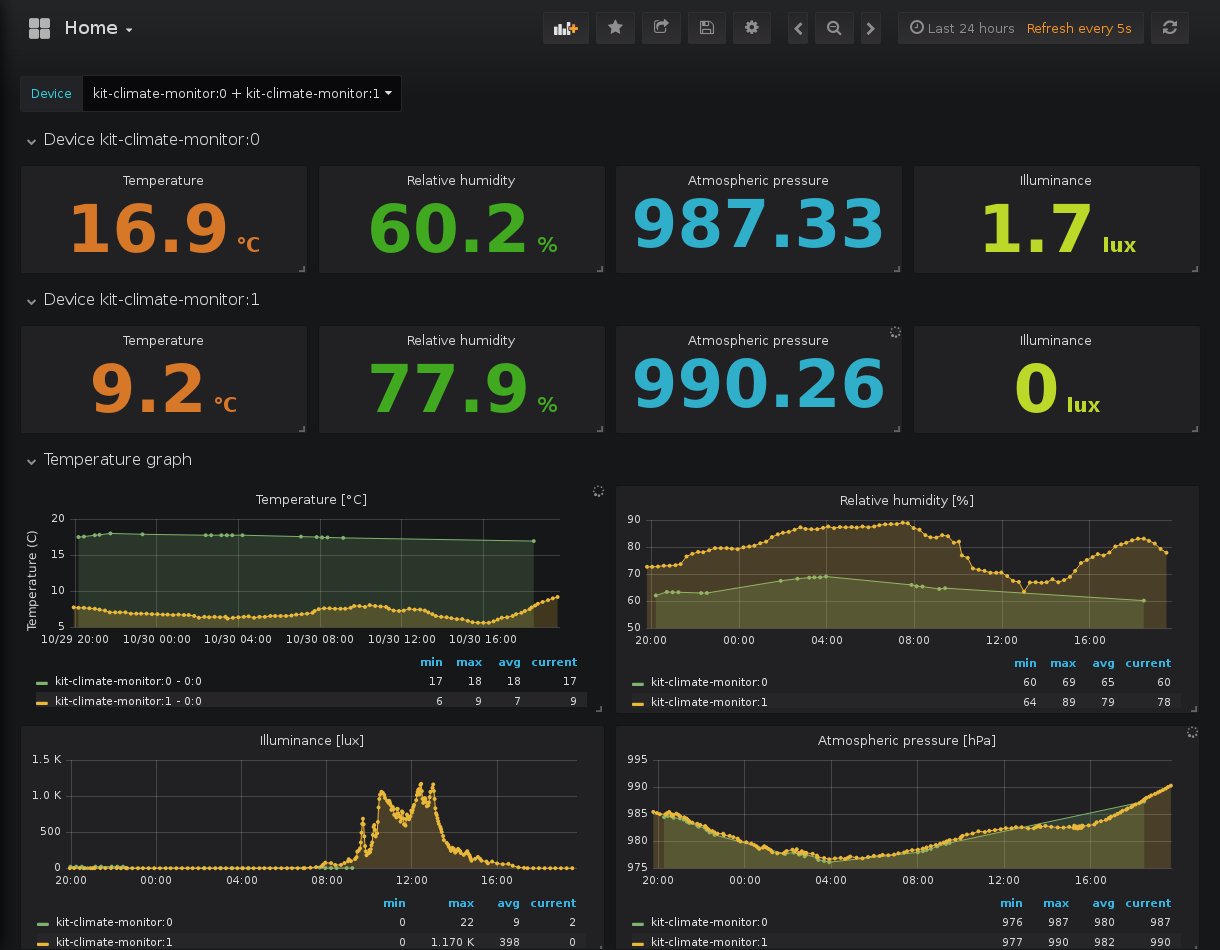 Home
Last 24 hours Refresh every 5s
Device kit-climate-monitor:0 + kit-climate-monitor:1
Device kit-climate-monitor:0
Temperature Relative humidity Atmospheric pressure Illuminance
16.9 °C 60.2 % 987.33 1.7 lux
Device kit-climate-monitor:1
Temperature Relative humidity Atmospheric pressure Illuminance
9.2 °C 77.9 % 990.26 0 lux
Temperature graph
Temperature [°C]
Temperature (C)
20
15
10
5
10/29 20:00 10/30 00:00 10/30 04:00 10/30 08:00 10/30 12:00 10/30 16:00
min max avg current
kit-climate-monitor:0 - 0:0 17 18 18 17
kit-climate-monitor:1 - 0:0 6 9 7 9
Relative humidity [%]
90
80
70
60
50
20:00 00:00 04:00 08:00 12:00 16:00
min max avg current
kit-climate-monitor:0 60 69 65 60
kit-climate-monitor:1 64 89 79 78
Illuminance [lux]
1.5 K
1.0 K
500
0
20:00 00:00 04:00 08:00 12:00 16:00
min max avg current
kit-climate-monitor:0 0 22 9 2
kit-climate-monitor:1 0 1.170 K 398 0
Atmospheric pressure [hPa]
995
990
985
980
975
20:00 00:00 04:00 08:00 12:00 16:00
min max avg current
kit-climate-monitor:0 976 987 980 987
kit-climate-monitor:1 977 990 982 990